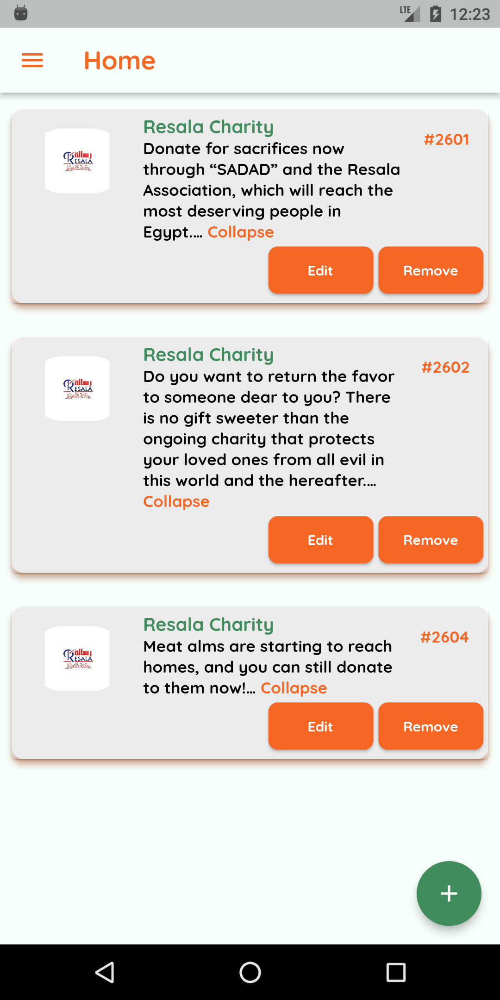 LTE 12:23
Home
Resala Charity
#2601
Donate for sacrifices now
through “SADAD” and the Resala
Association, which will reach the
most deserving people in
Egypt.... Collapse
رسالة
RESALA
Edit
Remove
Resala Charity
#2602
Do you want to return the favor
to someone dear to you? There
is no gift sweeter than the
ongoing charity that protects
your loved ones from all evil in
this world and the hereafter....
Collapse
رسالة
RESALA
Edit
Remove
Resala Charity
#2604
Meat alms are starting to reach
homes, and you can still donate
to them now!... Collapse
رسالة
RESALA
Edit
Remove